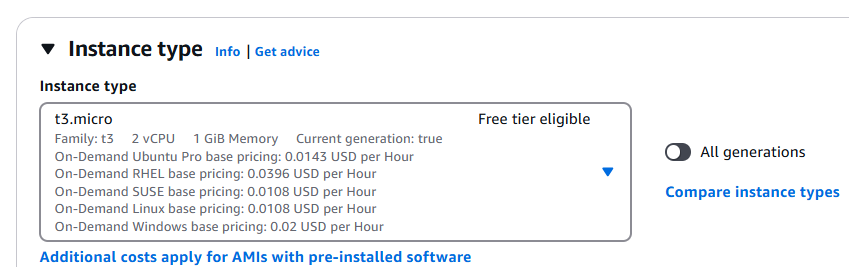 Instance type Info | Get advice
Instance type
t3.micro Free tier eligible
Family: t3 2 vCPU 1 GiB Memory Current generation: true
On-Demand Ubuntu Pro base pricing: 0.0143 USD per Hour
On-Demand RHEL base pricing: 0.0396 USD per Hour
On-Demand SUSE base pricing: 0.0108 USD per Hour
On-Demand Linux base pricing: 0.0108 USD per Hour
On-Demand Windows base pricing: 0.02 USD per Hour
All generations
Compare instance types
Additional costs apply for AMIs with pre-installed software